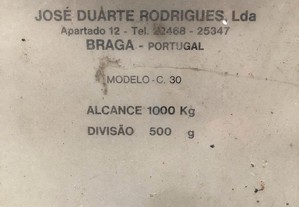 JOSÉ DUARTE RODRIGUES, Lda
Apartado 12 - Tel. 22468 - 25347
BRAGA - PORTUGAL
MODELO - C. 30
ALCANCE 1000 Kg
DIVISÃO 500 g